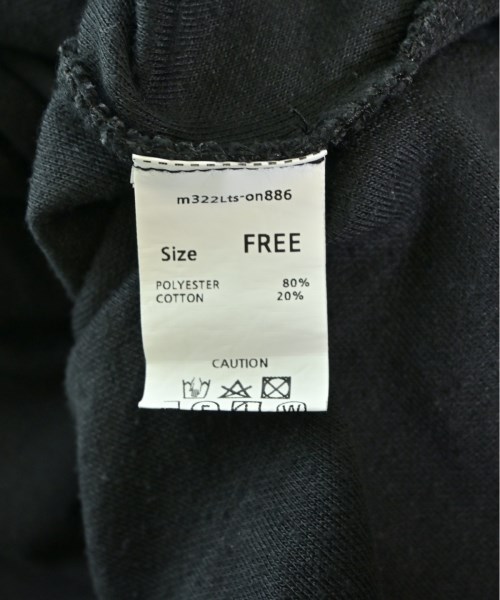 m322Lts-on886
Size FREE
POLYESTER 80%
COTTON 20%
CAUTION